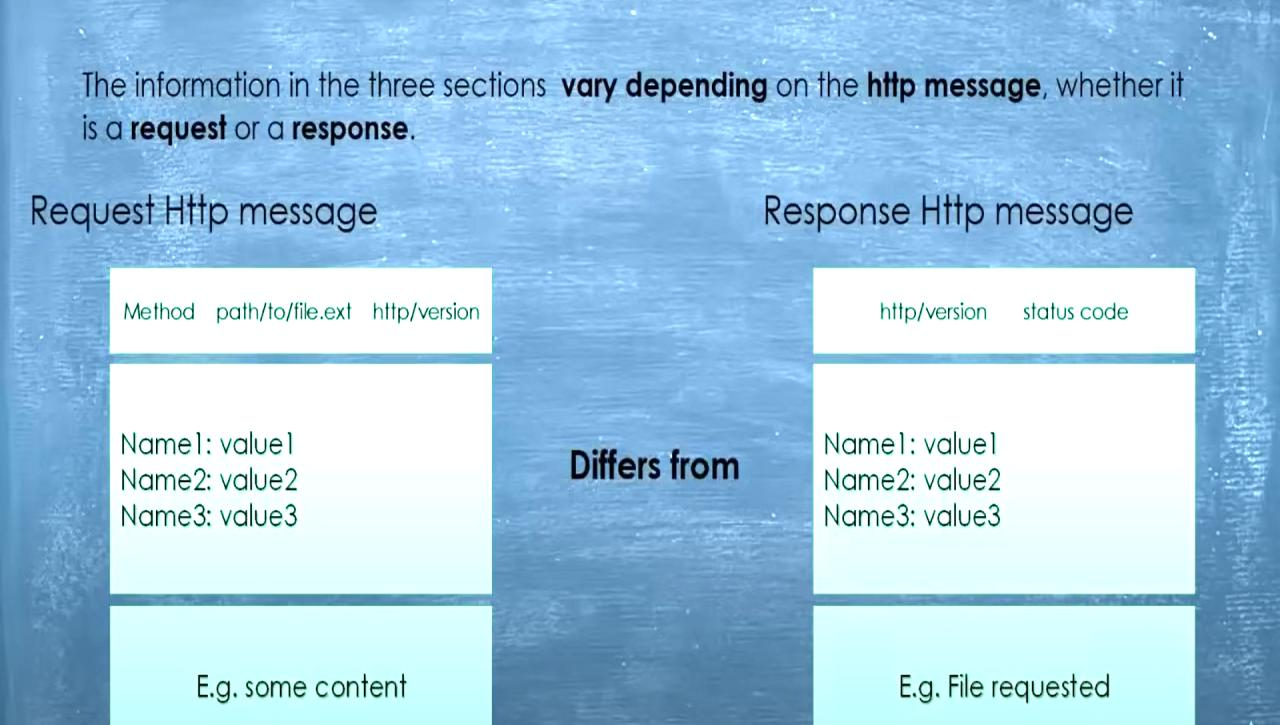 The information in the three sections vary depending on the http message, whether it
is a request or a response.
Request Http message
Response Http message
Method path/to/file.ext http/version
http/version status code
Name1: value1
Name2: value2
Name3: value3
Differs from
Name1: value1
Name2: value2
Name3: value3
E.g. some content
E.g. File requested